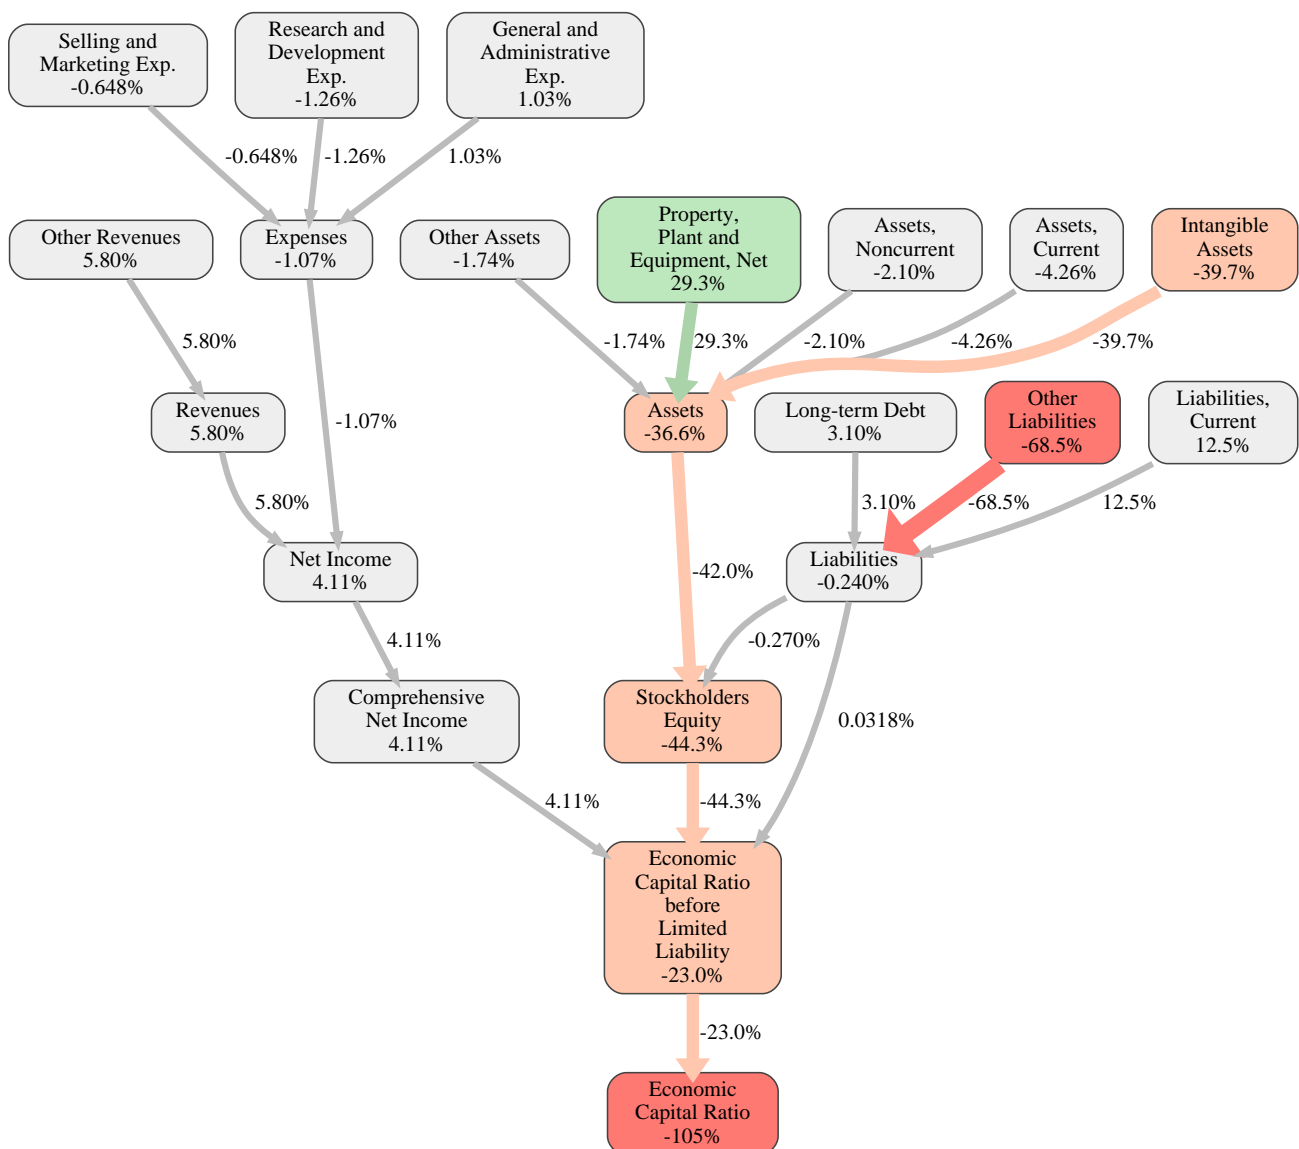 Selling and
Marketing Exp.
-0.648%
Research and
Development
Exp.
-1.26%
General and
Administrative
Exp.
1.03%
-0.648%
-1.26%
1.03%
Other Revenues
5.80%
Expenses
-1.07%
Other Assets
-1.74%
Property,
Plant and
Equipment, Net
29.3%
Assets,
Noncurrent
-2.10%
Assets,
Current
-4.26%
Intangible
Assets
-39.7%
5.80%
-1.74%
29.3%
-2.10%
-4.26%
-39.7%
Revenues
5.80%
-1.07%
Assets
-36.6%
Long-term Debt
3.10%
Other
Liabilities
-68.5%
Liabilities,
Current
12.5%
5.80%
3.10%
-68.5%
12.5%
Net Income
4.11%
-42.0%
Liabilities
-0.240%
4.11%
-0.270%
Comprehensive
Net Income
4.11%
Stockholders
Equity
-44.3%
0.0318%
4.11%
-44.3%
Economic
Capital Ratio
before
Limited
Liability
-23.0%
-23.0%
Economic
Capital Ratio
-105%